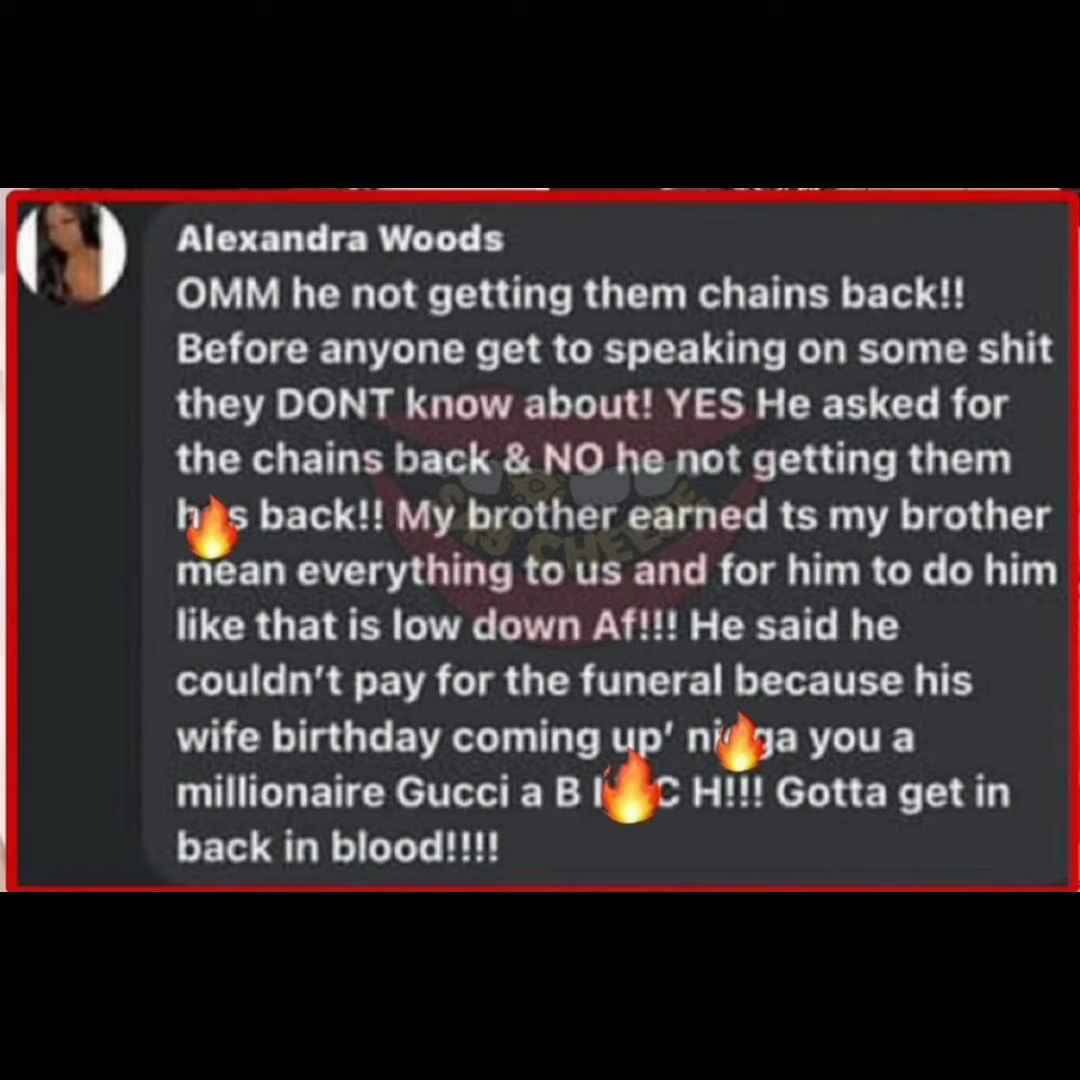 Alexandra Woods
OMM he not getting them chains back!!
Before anyone get to speaking on some shit
they DONT know about! YES He asked for
the chains back & NO he not getting them
h🔥s back!! My brother earned ts my brother
mean everything to us and for him to do him
like that is low down Af!!! He said he
couldn’t pay for the funeral because his
wife birthday coming up’ ni🔥ga you a
millionaire Gucci a B I🔥C H!!! Gotta get in
back in blood!!!!
SAY CHEESE